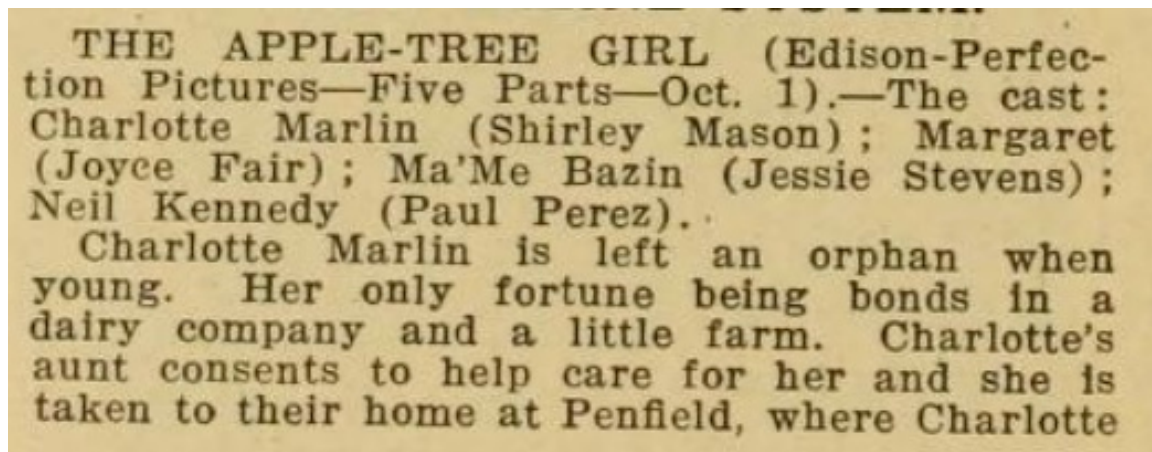 THE APPLE-TREE GIRL (Edison-Perfec-
tion Pictures—Five Parts—Oct. 1).—The cast:
Charlotte Marlin (Shirley Mason); Margaret
(Joyce Fair); Ma'Me Bazin (Jessie Stevens);
Neil Kennedy (Paul Perez).
Charlotte Marlin is left an orphan when
young. Her only fortune being bonds in a
dairy company and a little farm. Charlotte's
aunt consents to help care for her and she is
taken to their home at Penfield, where Charlotte